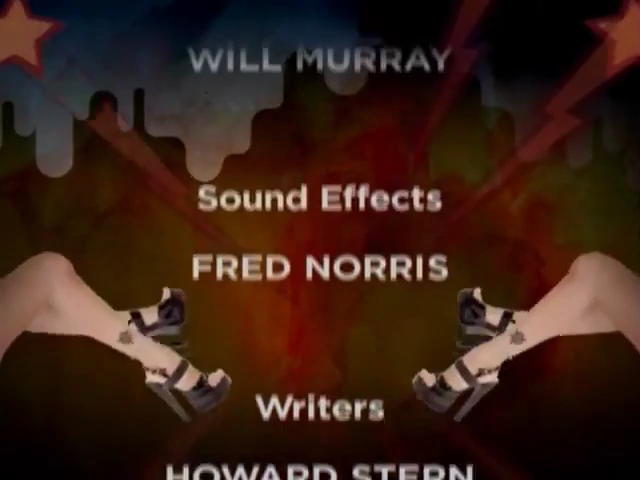 WILL MURRAY
Sound Effects
FRED NORRIS
Writers
HOWARD STERN